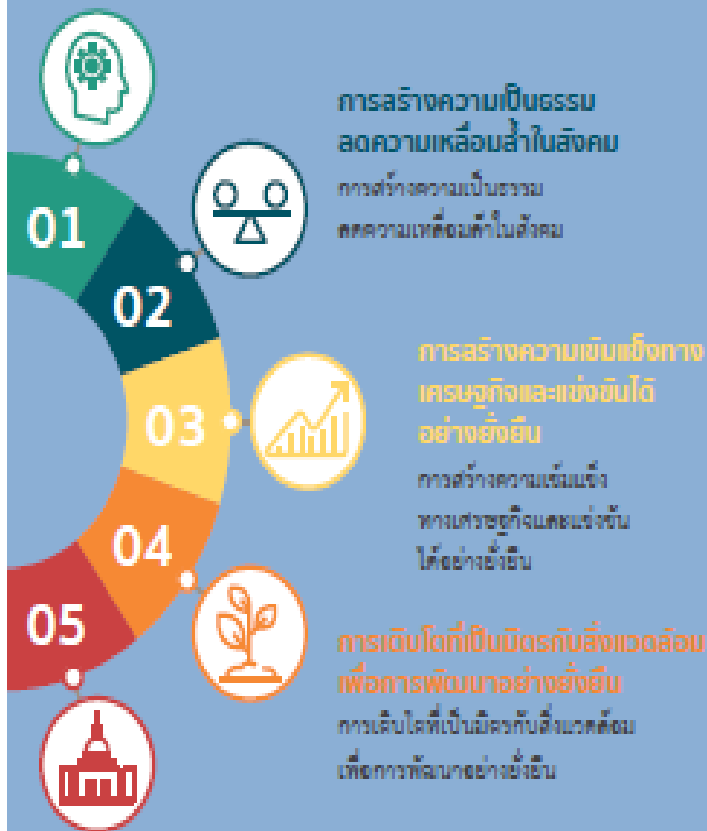 01
การสร้างความเป็นธรรม
ลดความเหลื่อมล้ำในสังคม
การสร้างความเป็นธรรม
ลดความเหลื่อมล้ำในสังคม
02
การสร้างความเข้มแข็งทาง
เศรษฐกิจและแข่งขันได้
อย่างยั่งยืน
การสร้างความเข้มแข็ง
ทางเศรษฐกิจและแข่งขัน
ได้อย่างยั่งยืน
03
04
การเติบโตที่เป็นมิตรกับสิ่งแวดล้อม
เพื่อการพัฒนาอย่างยั่งยืน
การเติบโตที่เป็นมิตรกับสิ่งแวดล้อม
เพื่อการพัฒนาอย่างยั่งยืน
05